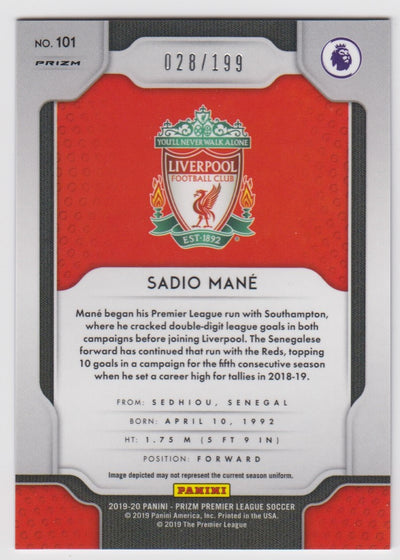 NO. 101
PRIZM
028/199
YOU'LL NEVER WALK ALONE
LIVERPOOL
FOOTBALL CLUB
EST·1892
SADIO MANÉ
Mané began his Premier League run with Southampton,
where he cracked double-digit league goals in both
campaigns before joining Liverpool. The Senegalese
forward has continued that run with the Reds, topping
10 goals in a campaign for the fifth consecutive season
when he set a career high for tallies in 2018-19.
FROM: SEDHIOU, SENEGAL
BORN: APRIL 10, 1992
HT: 1.75 M (5 FT 9 IN)
POSITION: FORWARD
Image depicted may not represent the current season uniform.
PANINI
2019-20 PANINI - PRIZM PREMIER LEAGUE SOCCER
© 2019 Panini America, Inc. Printed in the USA.
© 2019 The Premier League